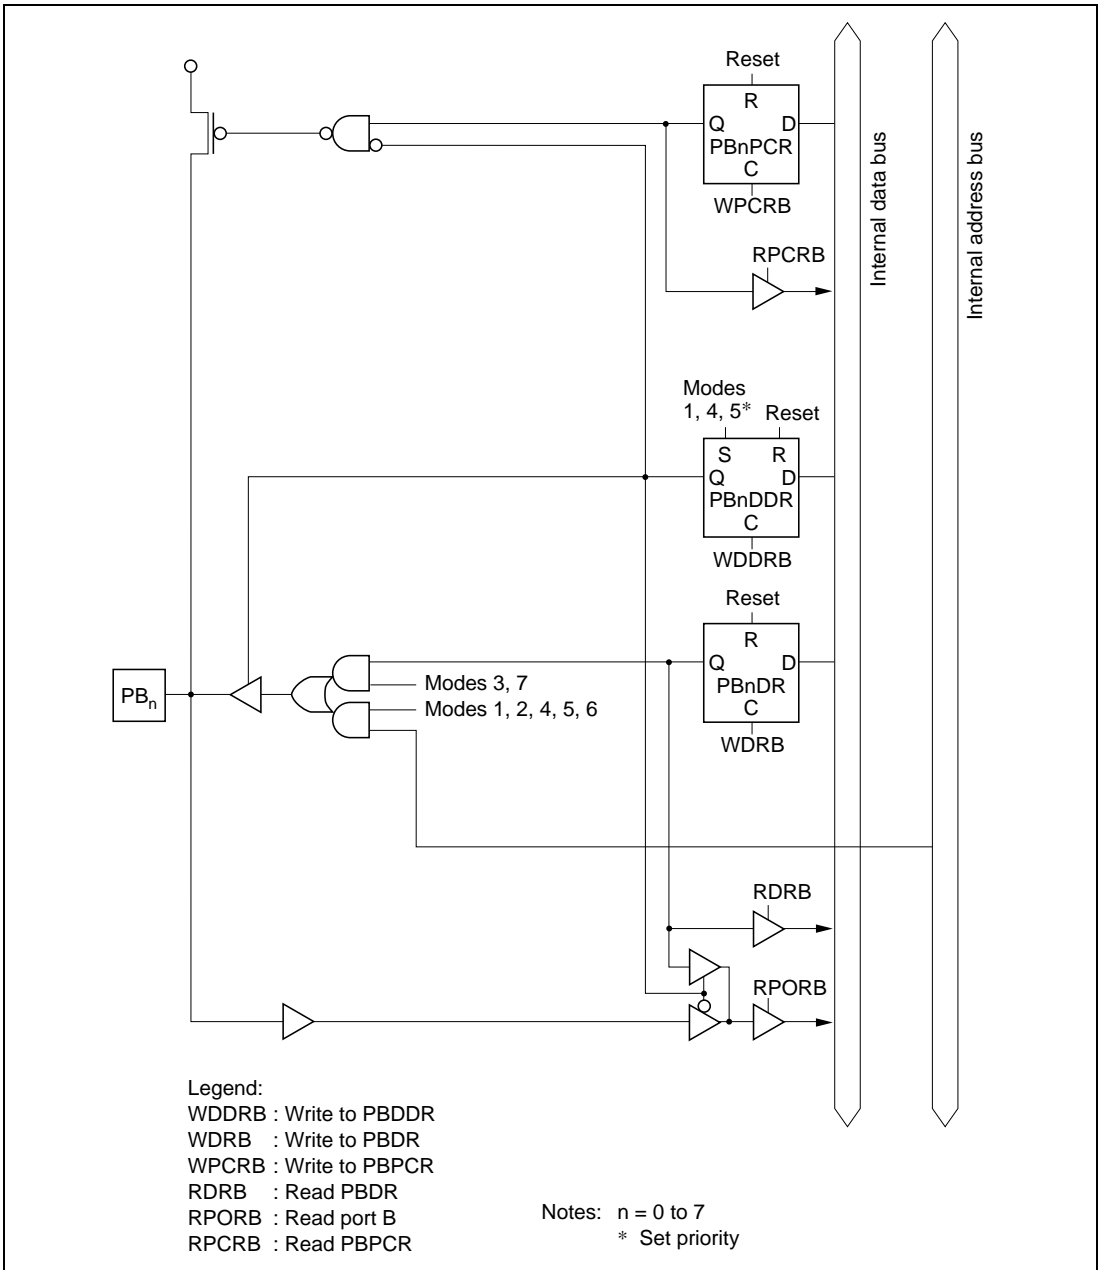 Reset
R
Q D
PBnPCR
C
WPCRB
Internal data bus
Internal address bus
RPCRB
Modes
1, 4, 5* Reset
S R
Q D
PBnDDR
C
WDDRB
Reset
R
Q D
PBnDR
C
WDRB
PBn
Modes 3, 7
Modes 1, 2, 4, 5, 6
RDRB
RPORB
Legend:
WDDRB : Write to PBDDR
WDRB : Write to PBDR
WPCRB : Write to PBPCR
RDRB : Read PBDR
RPORB : Read port B
RPCRB : Read PBPCR
Notes: n = 0 to 7
* Set priority